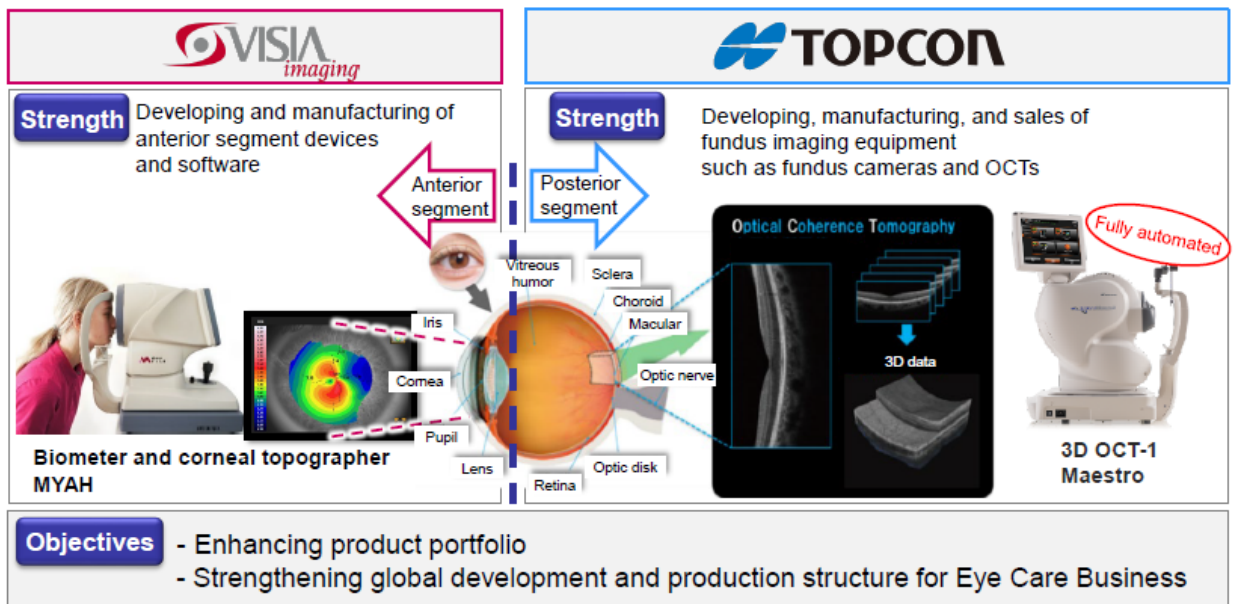 VISIA
imaging
TOPCON
Strength
Developing and manufacturing of
anterior segment devices
and software
Strength
Developing, manufacturing, and sales of
fundus imaging equipment
such as fundus cameras and OCTs
Anterior
segment
Posterior
segment
Optical Coherence Tomography
3D data
Fully automated
Vitreous
humor
Sclera
Choroid
Macular
Iris
Cornea
Optic nerve
Pupil
Lens
Optic disk
Retina
Biometer and corneal topographer
MYAH
3D OCT-1
Maestro
Objectives
- Enhancing product portfolio
- Strengthening global development and production structure for Eye Care Business